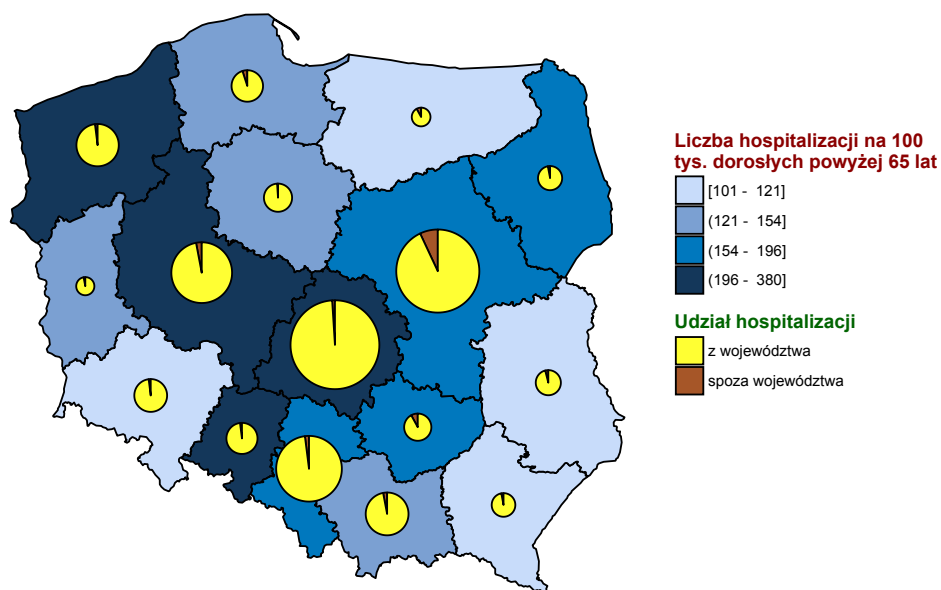 Liczba hospitalizacji na 100
tys. dorosłych powyżej 65 lat
[101 - 121]
(121 - 154]
(154 - 196]
(196 - 380]
Udział hospitalizacji
z województwa
spoza województwa